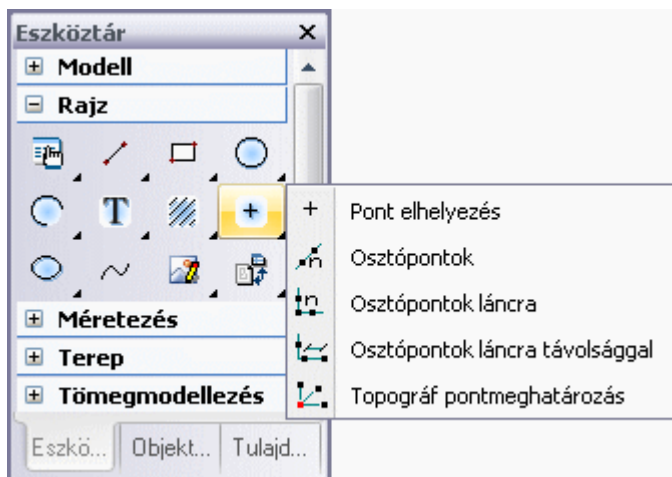 Eszköztár
Modell
Rajz
T
Pont elhelyezés
n Osztópontok
n Osztópontok láncra
Méretezés
Osztópontok láncra távolsággal
Terep
Topográf pontmeghatározás
Tömegmodellezés
Eszkö... Objekt... Tulajd...